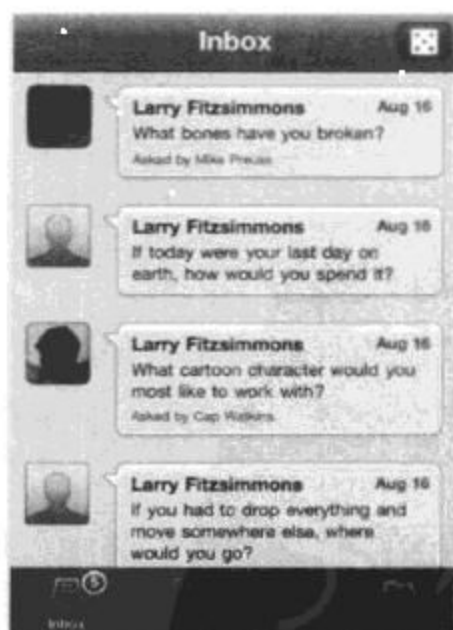 Inbox
Larry Fitzsimmons Aug 16
What bones have you broken?
Asked by Mike Preuss
Larry Fitzsimmons Aug 16
If today were your last day on
earth, how would you spend it?
Larry Fitzsimmons Aug 16
What cartoon character would you
most like to work with?
Asked by Cap Watkins
Larry Fitzsimmons Aug 16
If you had to drop everything and
move somewhere else, where
would you go?
5
Inbox